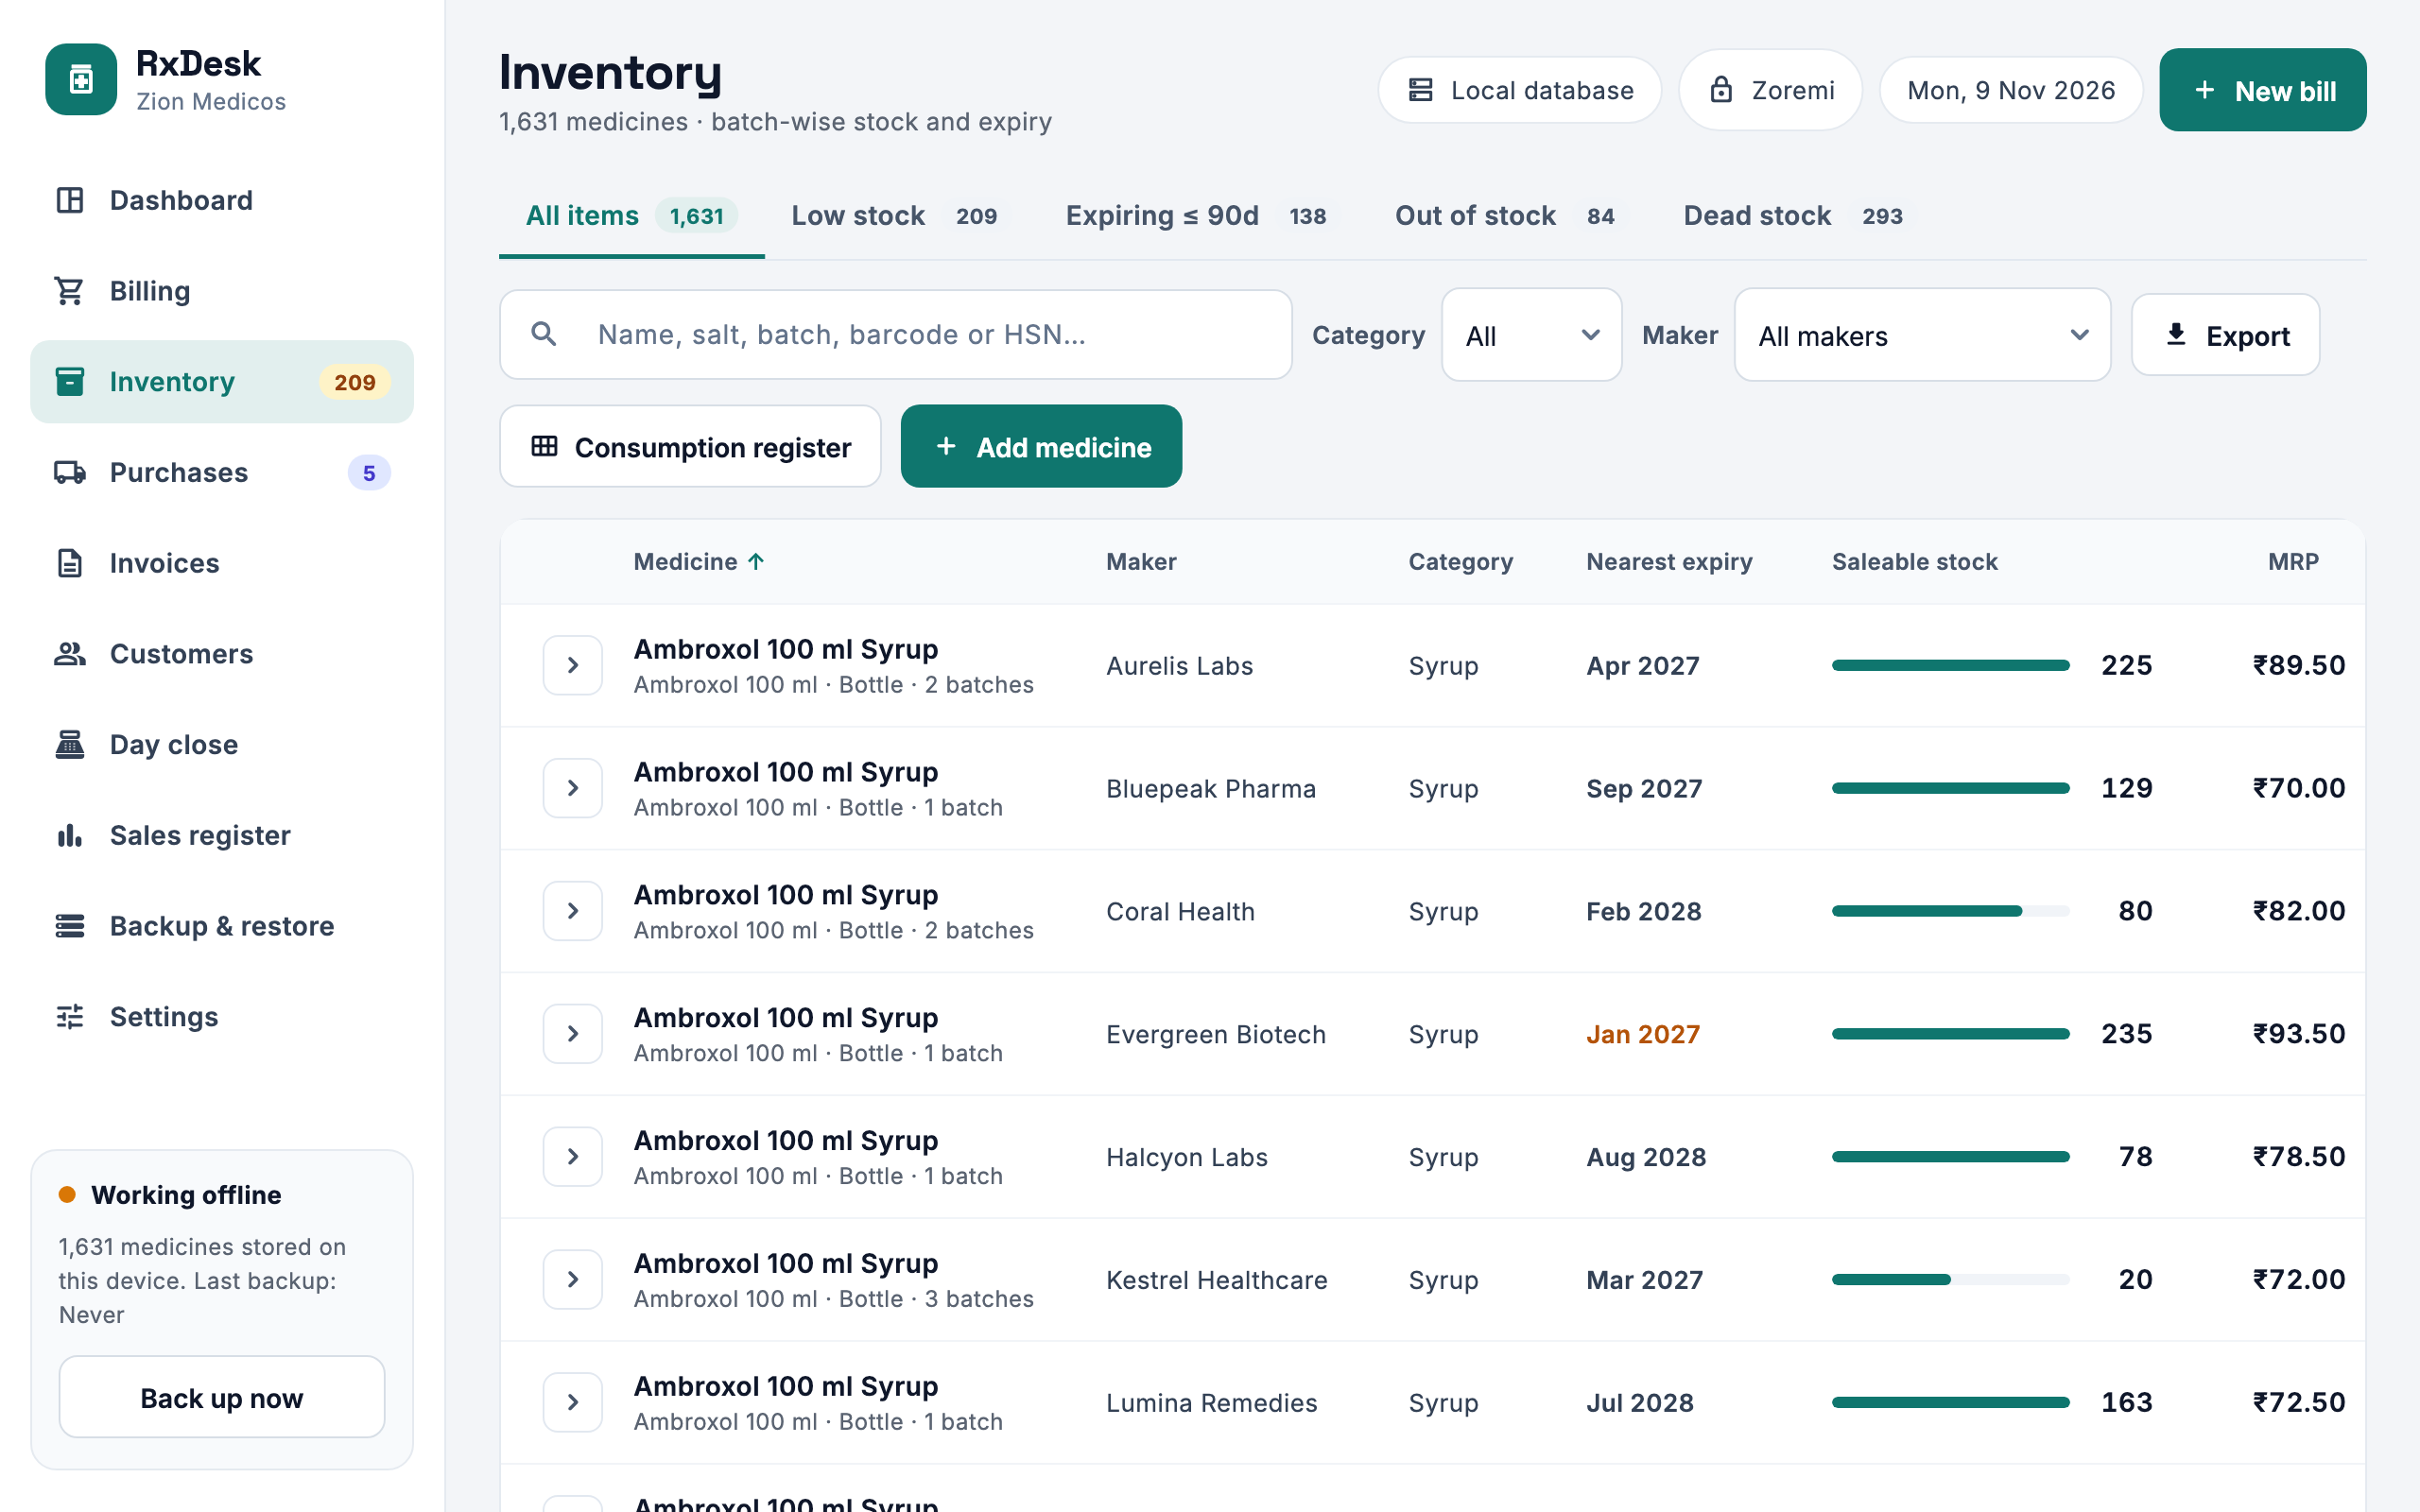 RxDesk
Zion Medicos
Dashboard
Billing
Inventory 209
Purchases 5
Invoices
Customers
Day close
Sales register
Backup & restore
Settings
Working offline
1,631 medicines stored on
this device. Last backup:
Never
Back up now
Inventory
1,631 medicines · batch-wise stock and expiry
Local database
Zoremi
Mon, 9 Nov 2026
+ New bill
All items 1,631 Low stock 209 Expiring ≤ 90d 138 Out of stock 84 Dead stock 293
Name, salt, batch, barcode or HSN... Category All Maker All makers Export
Consumption register + Add medicine
Medicine ↑ Maker Category Nearest expiry Saleable stock MRP
Ambroxol 100 ml Syrup
Ambroxol 100 ml · Bottle · 2 batches
Aurelis Labs Syrup Apr 2027 225 ₹89.50
Ambroxol 100 ml Syrup
Ambroxol 100 ml · Bottle · 1 batch
Bluepeak Pharma Syrup Sep 2027 129 ₹70.00
Ambroxol 100 ml Syrup
Ambroxol 100 ml · Bottle · 2 batches
Coral Health Syrup Feb 2028 80 ₹82.00
Ambroxol 100 ml Syrup
Ambroxol 100 ml · Bottle · 1 batch
Evergreen Biotech Syrup Jan 2027 235 ₹93.50
Ambroxol 100 ml Syrup
Ambroxol 100 ml · Bottle · 1 batch
Halcyon Labs Syrup Aug 2028 78 ₹78.50
Ambroxol 100 ml Syrup
Ambroxol 100 ml · Bottle · 3 batches
Kestrel Healthcare Syrup Mar 2027 20 ₹72.00
Ambroxol 100 ml Syrup
Ambroxol 100 ml · Bottle · 1 batch
Lumina Remedies Syrup Jul 2028 163 ₹72.50
Ambroxol 100 ml Syrup